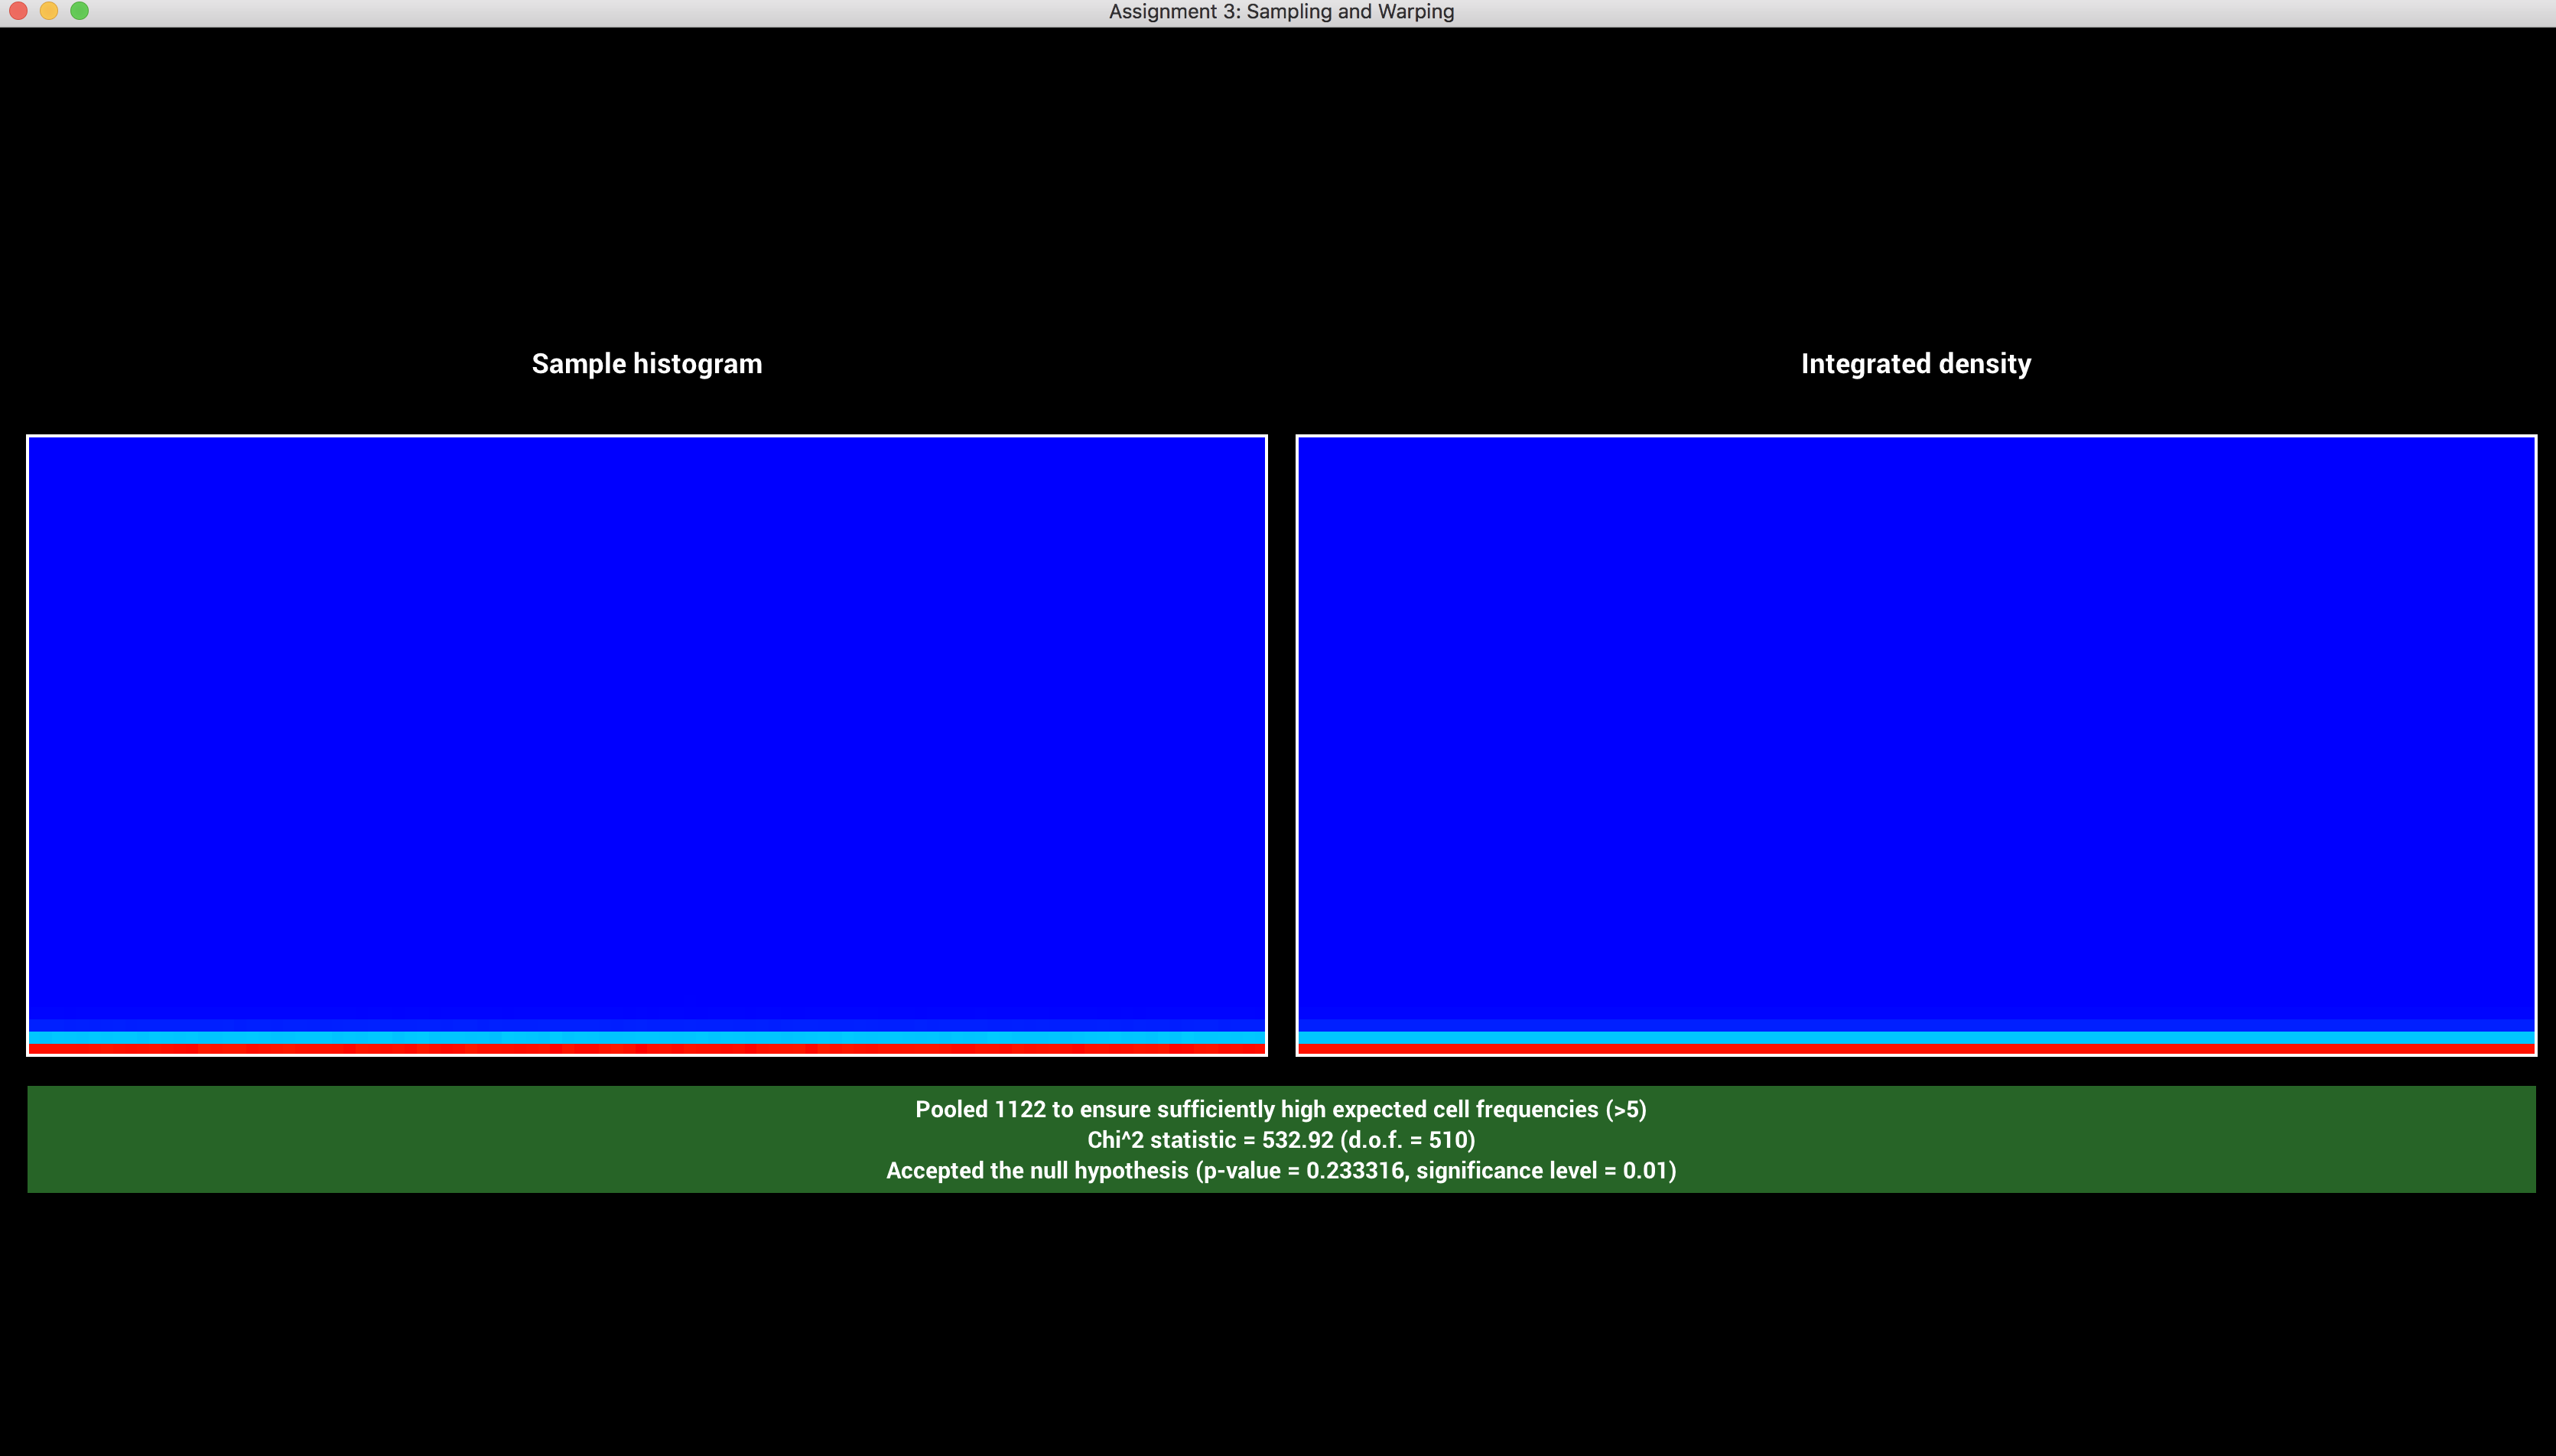 Assignment 3: Sampling and Warping
Sample histogram
Integrated density
Pooled 1122 to ensure sufficiently high expected cell frequencies (>5)
Chi^2 statistic = 532.92 (d.o.f. = 510)
Accepted the null hypothesis (p-value = 0.233316, significance level = 0.01)